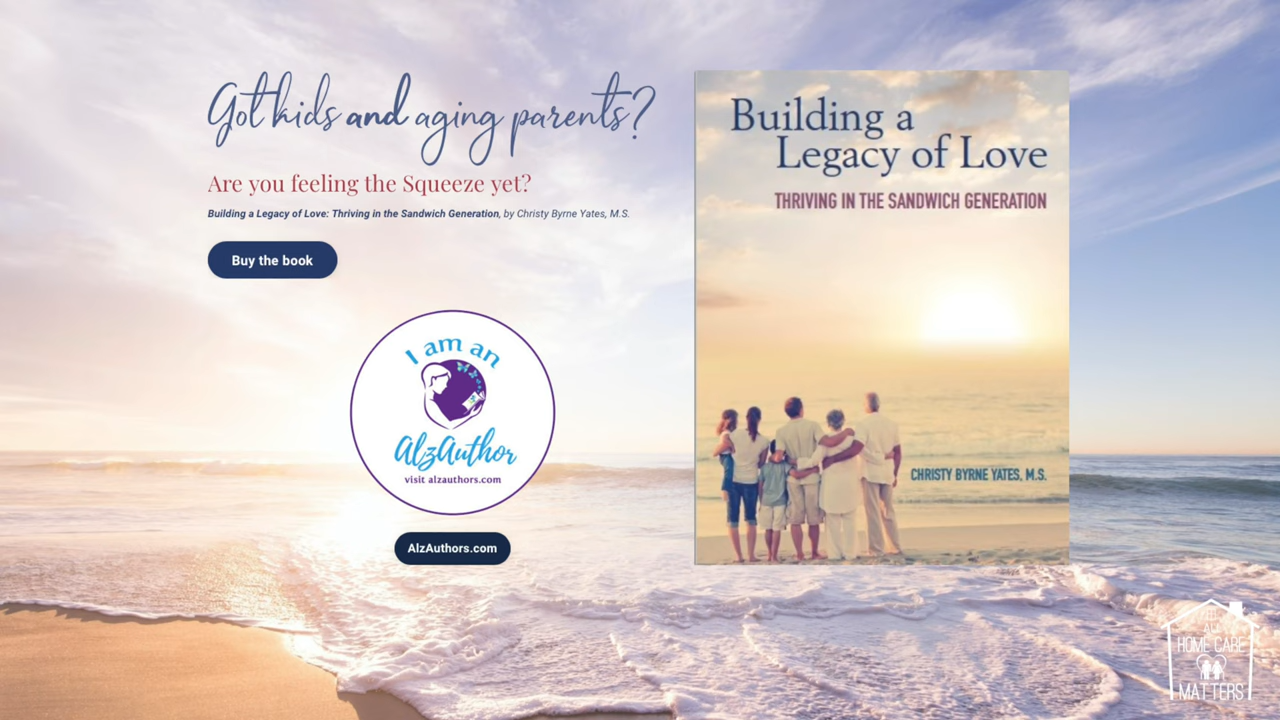 Got kids and aging parents?
Are you feeling the Squeeze yet?
Building a Legacy of Love: Thriving in the Sandwich Generation, by Christy Byrne Yates, M.S.
Buy the book
I am an
AlzAuthor
visit alzauthors.com
AlzAuthors.com
Building a
Legacy of Love
THRIVING IN THE SANDWICH GENERATION
CHRISTY BYRNE YATES, M.S.
ALL
HOME CARE
MATTERS